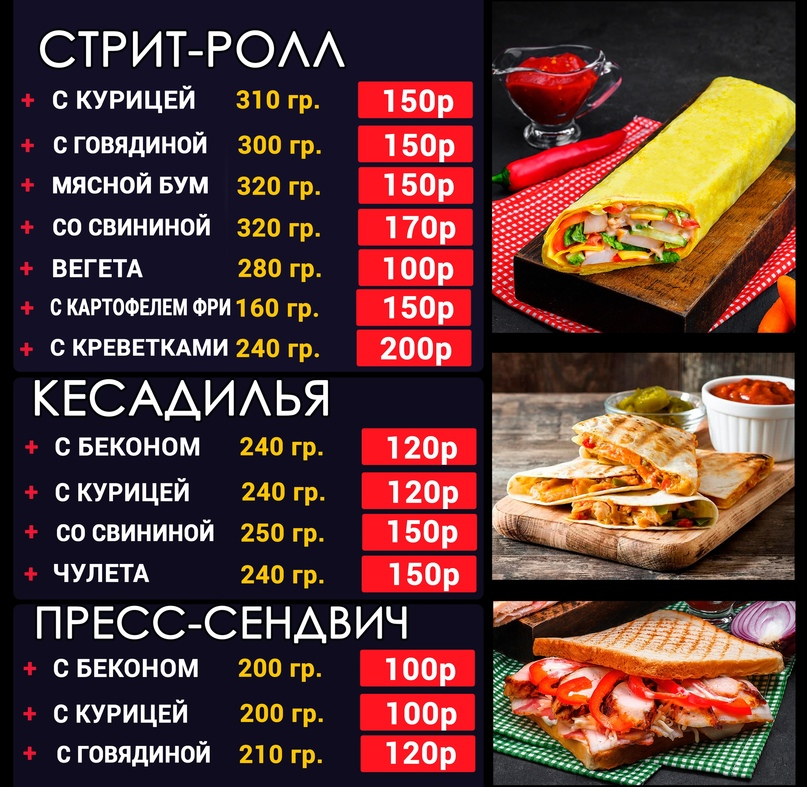 СТРИТ-РОЛЛ
+ С КУРИЦЕЙ 310 гр. 150р
+ С ГОВЯДИНОЙ 300 гр. 150р
+ МЯСНОЙ БУМ 320 гр. 150р
+ СО СВИНИНОЙ 320 гр. 170р
+ ВЕГЕТА 280 гр. 100р
+ С КАРТОФЕЛЕМ ФРИ 160 гр. 150р
+ С КРЕВЕТКАМИ 240 гр. 200р
КЕСАДИЛЬЯ
+ С БЕКОНОМ 240 гр. 120р
+ С КУРИЦЕЙ 240 гр. 120р
+ СО СВИНИНОЙ 250 гр. 150р
+ ЧУЛЕТА 240 гр. 150р
ПРЕСС-СЕНДВИЧ
+ С БЕКОНОМ 200 гр. 100р
+ С КУРИЦЕЙ 200 гр. 100р
+ С ГОВЯДИНОЙ 210 гр. 120р